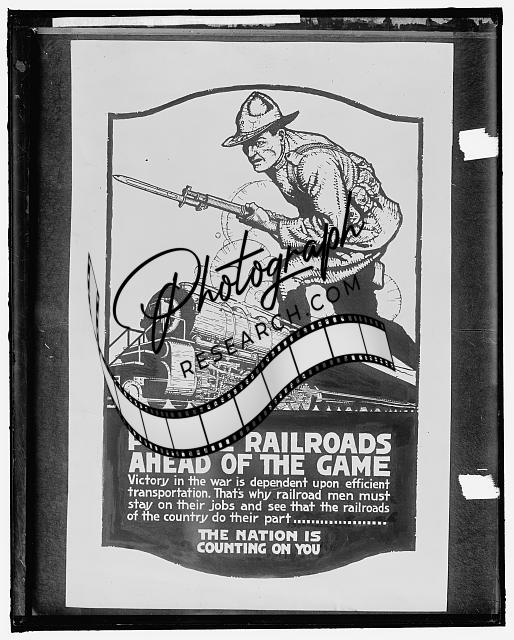 Photograph
RESEARCH.COM
RAILROADS
AHEAD OF THE GAME
Victory in the war is dependent upon efficient
transportation. That's why railroad men must
stay on their jobs and see that the railroads
of the country do their part................
THE NATION IS
COUNTING ON YOU